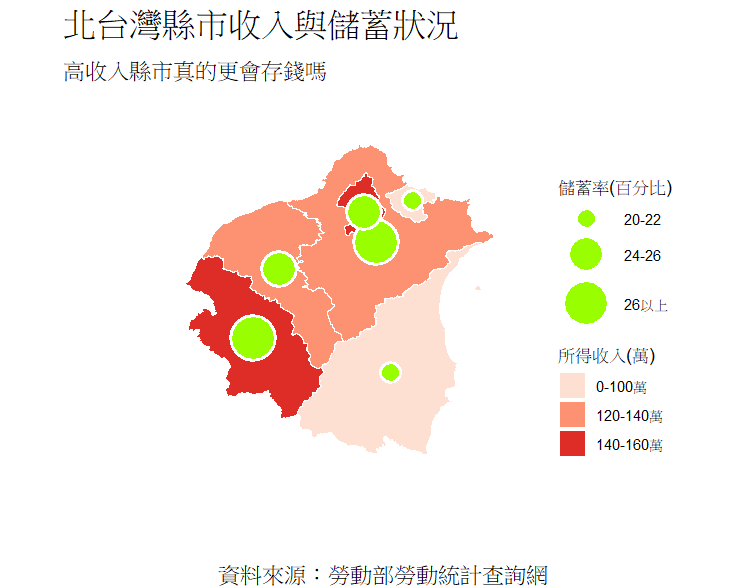 北台灣縣市收入與儲蓄狀況
高收入縣市真的更會存錢嗎
儲蓄率(百分比)
20-22
24-26
26以上
所得收入(萬)
0-100萬
120-140萬
140-160萬
資料來源：勞動部勞動統計查詢網